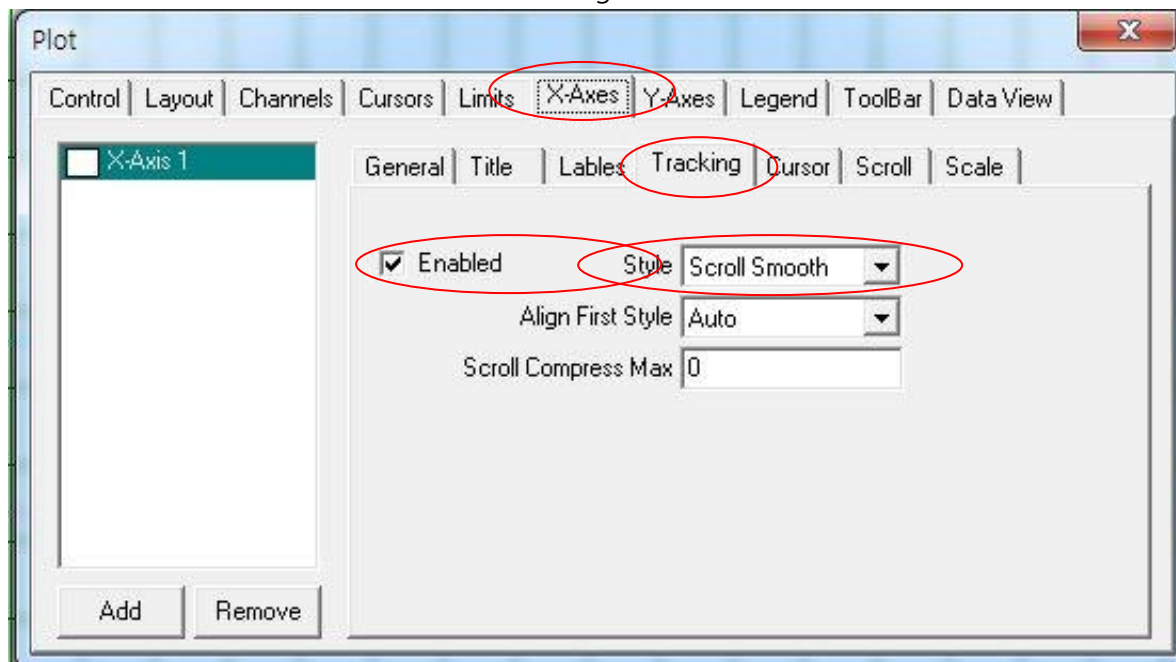 Plot
Control Layout Channels Cursors Limits X-Axes Y-Axes Legend ToolBar Data View
X-Axis 1
General Title Lables Tracking Cursor Scroll Scale
Enabled Style Scroll Smooth
Align First Style Auto
Scroll Compress Max 0
Add Remove